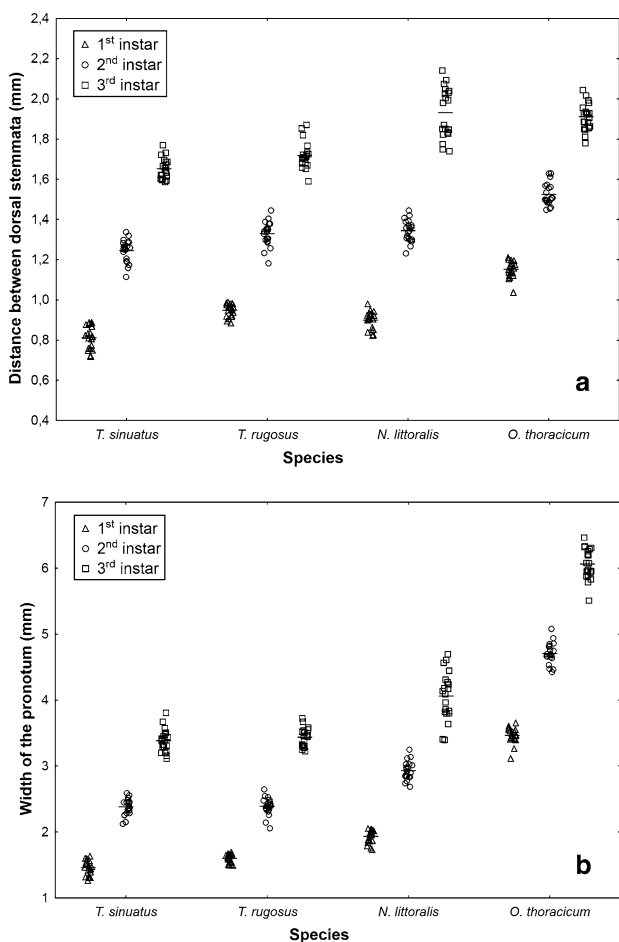 2,4
2,2
2,0
1,8
1,6
1,4
1,2
1,0
0,8
0,6
0,4
Distance between dorsal stemmata (mm)
1st instar
2nd instar
3rd instar
a
T. sinuatus T. rugosus N. littoralis O. thoracicum
Species
7
6
5
4
3
2
1
Width of the pronotum (mm)
1st instar
2nd instar
3rd instar
b
T. sinuatus T. rugosus N. littoralis O. thoracicum
Species